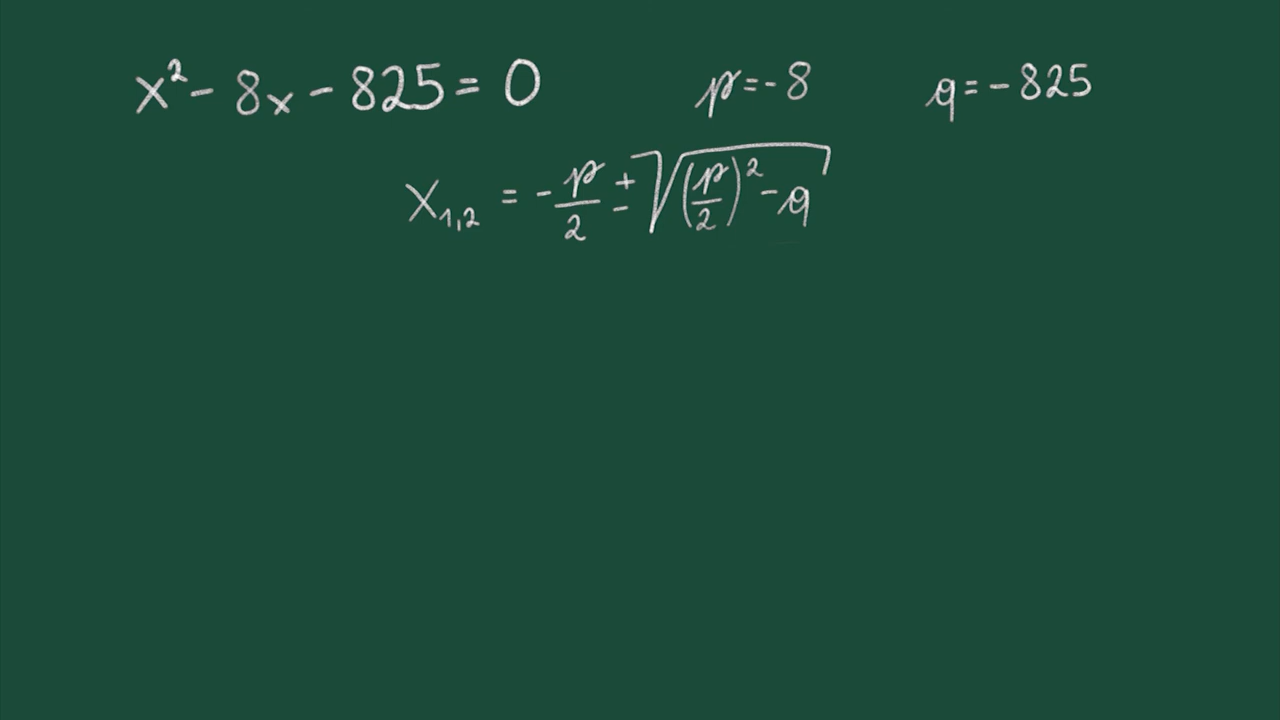 x² - 8x - 825 = 0 p = -8 q = -825
x₁,₂ = -p/2 ± √((p/2)² - q)